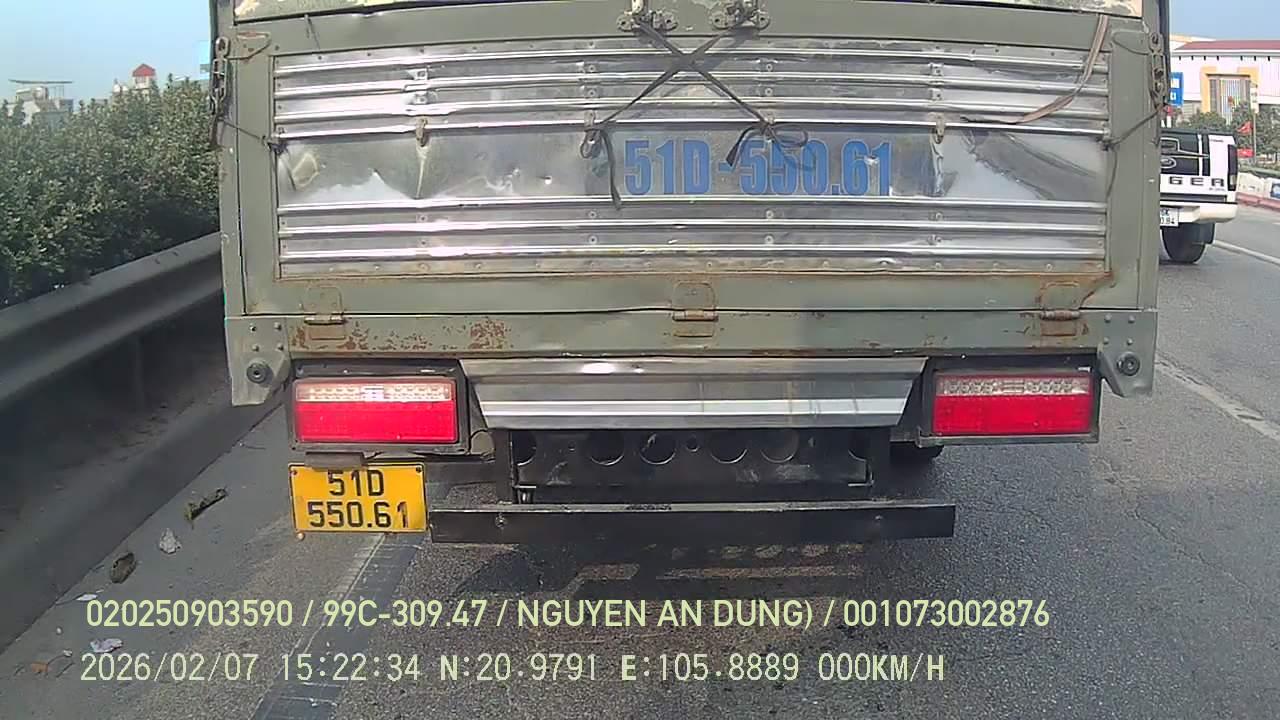 51D-550.61
GER
51D
550.61
020250903590 / 99C-309.47 / NGUYEN AN DUNG) / 001073002876
2026/02/07 15:22:34 N:20.9791 E:105.8889 000KM/H